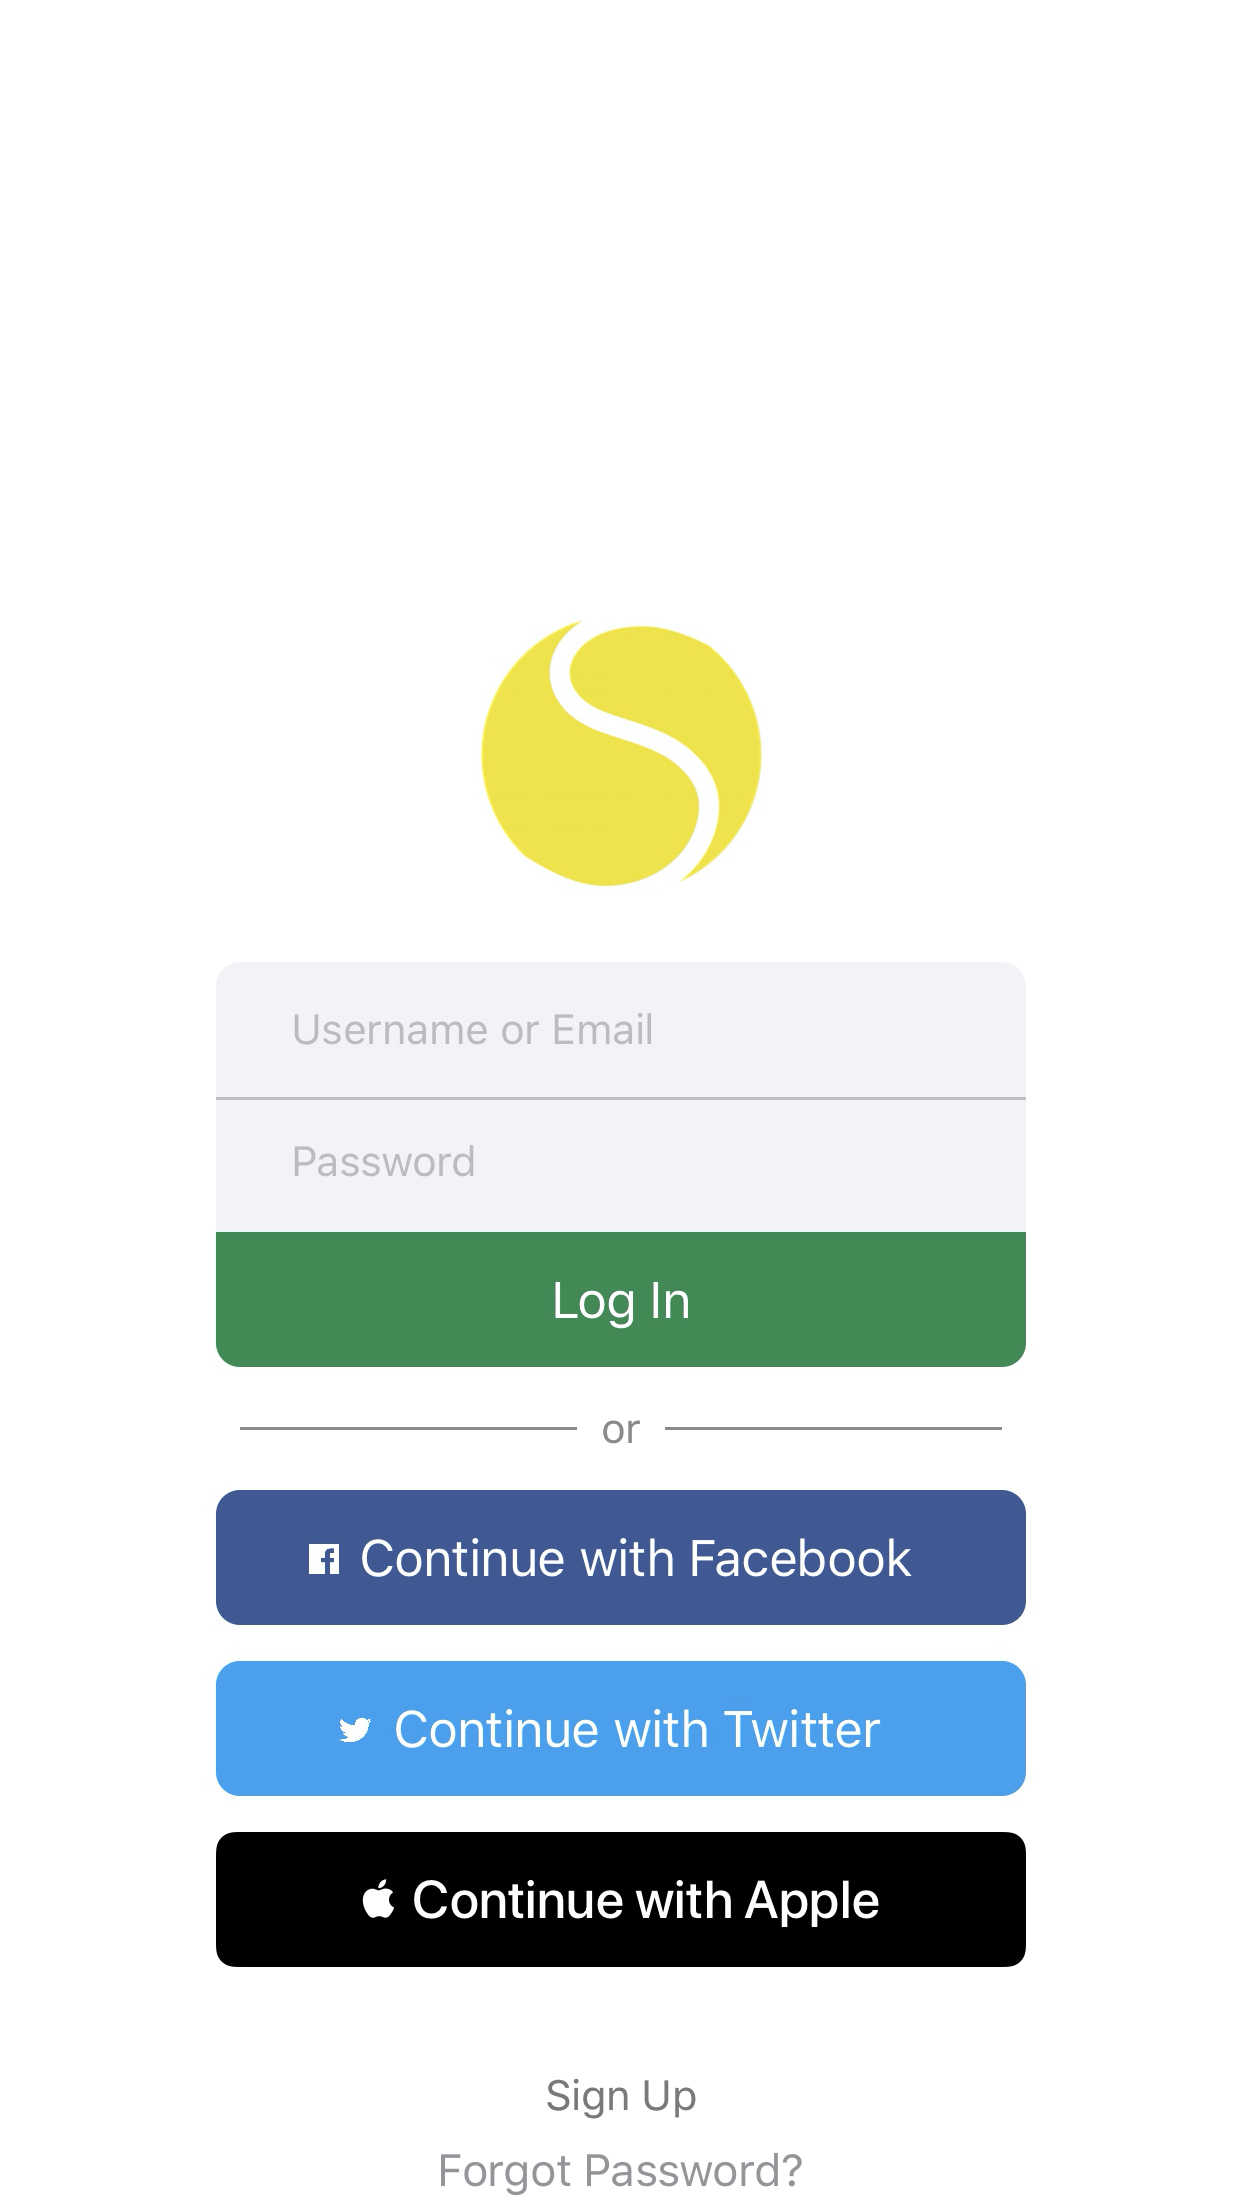 Username or Email
Password
Log In
or
Continue with Facebook
Continue with Twitter
Continue with Apple
Sign Up
Forgot Password?